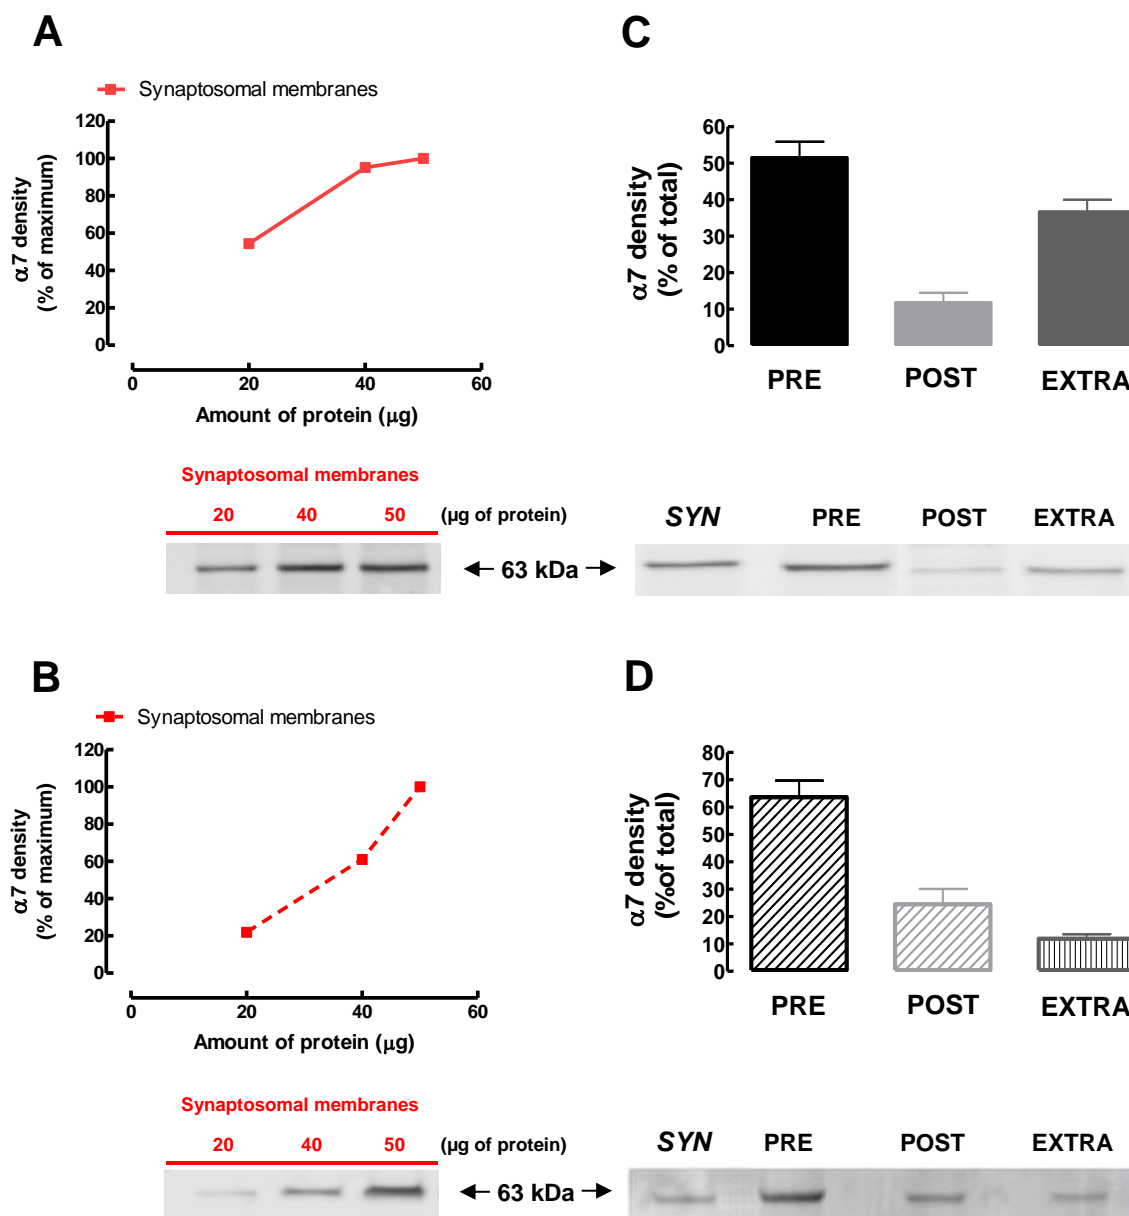 A
Synaptosomal membranes
120
100
80
60
40
20
0
α7 density
(% of maximum)
0 20 40 60
Amount of protein (μg)
Synaptosomal membranes
20 40 50 (μg of protein)
63 kDa
C
60
50
40
30
20
10
0
α7 density
(% of total)
PRE POST EXTRA
SYN PRE POST EXTRA
B
Synaptosomal membranes
120
100
80
60
40
20
0
α7 density
(% of maximum)
0 20 40 60
Amount of protein (μg)
Synaptosomal membranes
20 40 50 (μg of protein)
63 kDa
D
80
70
60
50
40
30
20
10
0
α7 density
(%of total)
PRE POST EXTRA
SYN PRE POST EXTRA